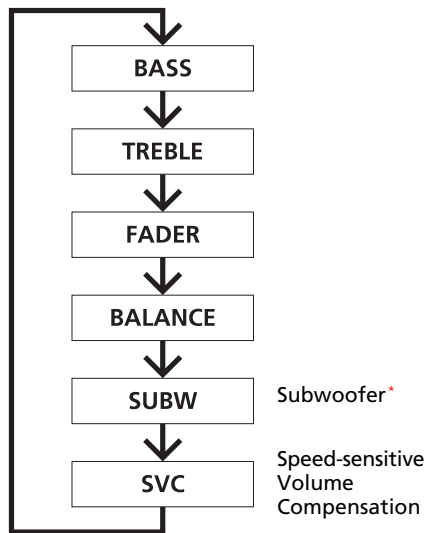 BASS
TREBLE
FADER
BALANCE
SUBW
Subwoofer*
SVC
Speed-sensitive
Volume
Compensation